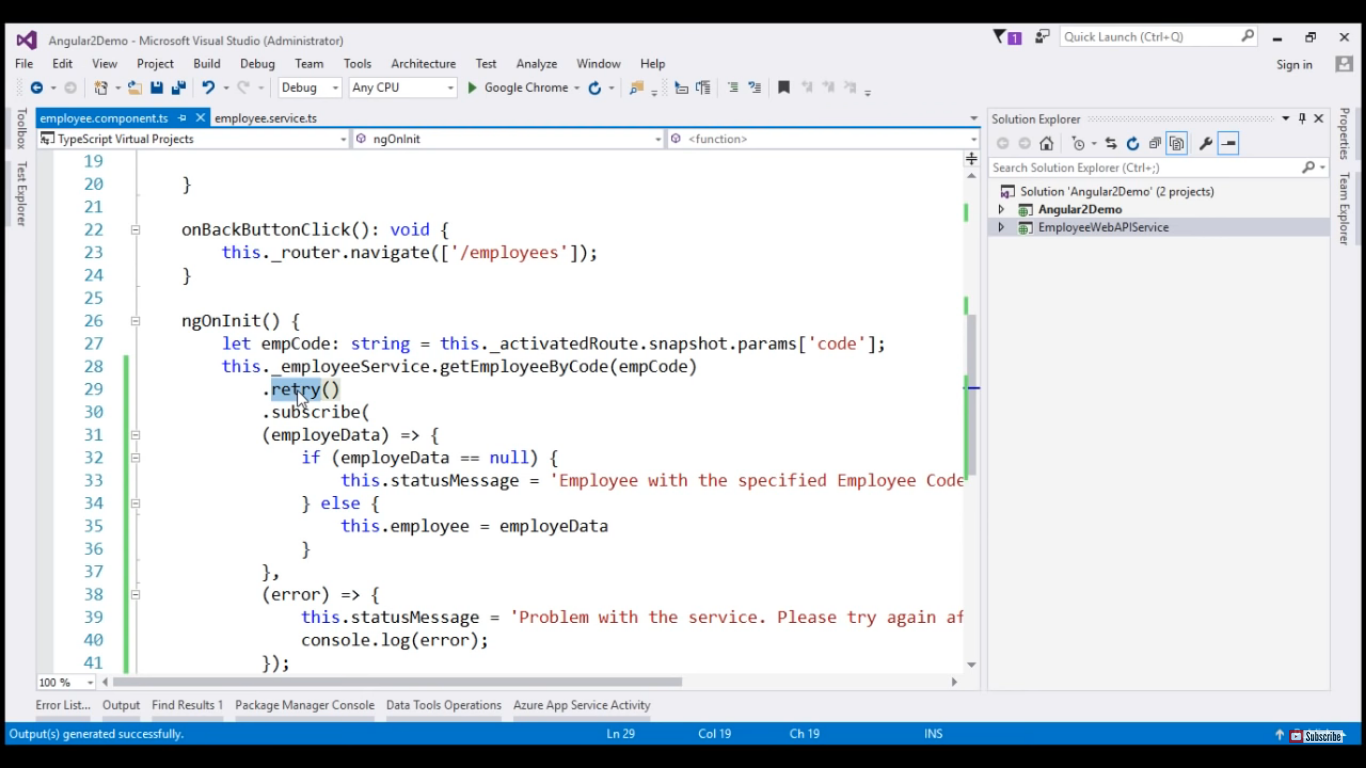 Angular2Demo - Microsoft Visual Studio (Administrator)
1
Quick Launch (Ctrl+Q)
File Edit View Project Build Debug Team Tools Architecture Test Analyze Window Help
Sign in
Debug Any CPU Google Chrome
Toolbox
Test Explorer
employee.component.ts employee.service.ts
TypeScript Virtual Projects ngOnInit <function>
19
20 }
21
22 onBackButtonClick(): void {
23 this._router.navigate(['/employees']);
24 }
25
26 ngOnInit() {
27 let empCode: string = this._activatedRoute.snapshot.params['code'];
28 this._employeeService.getEmployeeByCode(empCode)
29 .retry()
30 .subscribe(
31 (employeData) => {
32 if (employeData == null) {
33 this.statusMessage = 'Employee with the specified Employee Code
34 } else {
35 this.employee = employeData
36 }
37 },
38 (error) => {
39 this.statusMessage = 'Problem with the service. Please try again af
40 console.log(error);
41 });
100 %
Solution Explorer
Search Solution Explorer (Ctrl+;)
Solution 'Angular2Demo' (2 projects)
Angular2Demo
EmployeeWebAPIService
Properties
Team Explorer
Error List... Output Find Results 1 Package Manager Console Data Tools Operations Azure App Service Activity
Output(s) generated successfully. Ln 29 Col 19 Ch 19 INS
Subscribe